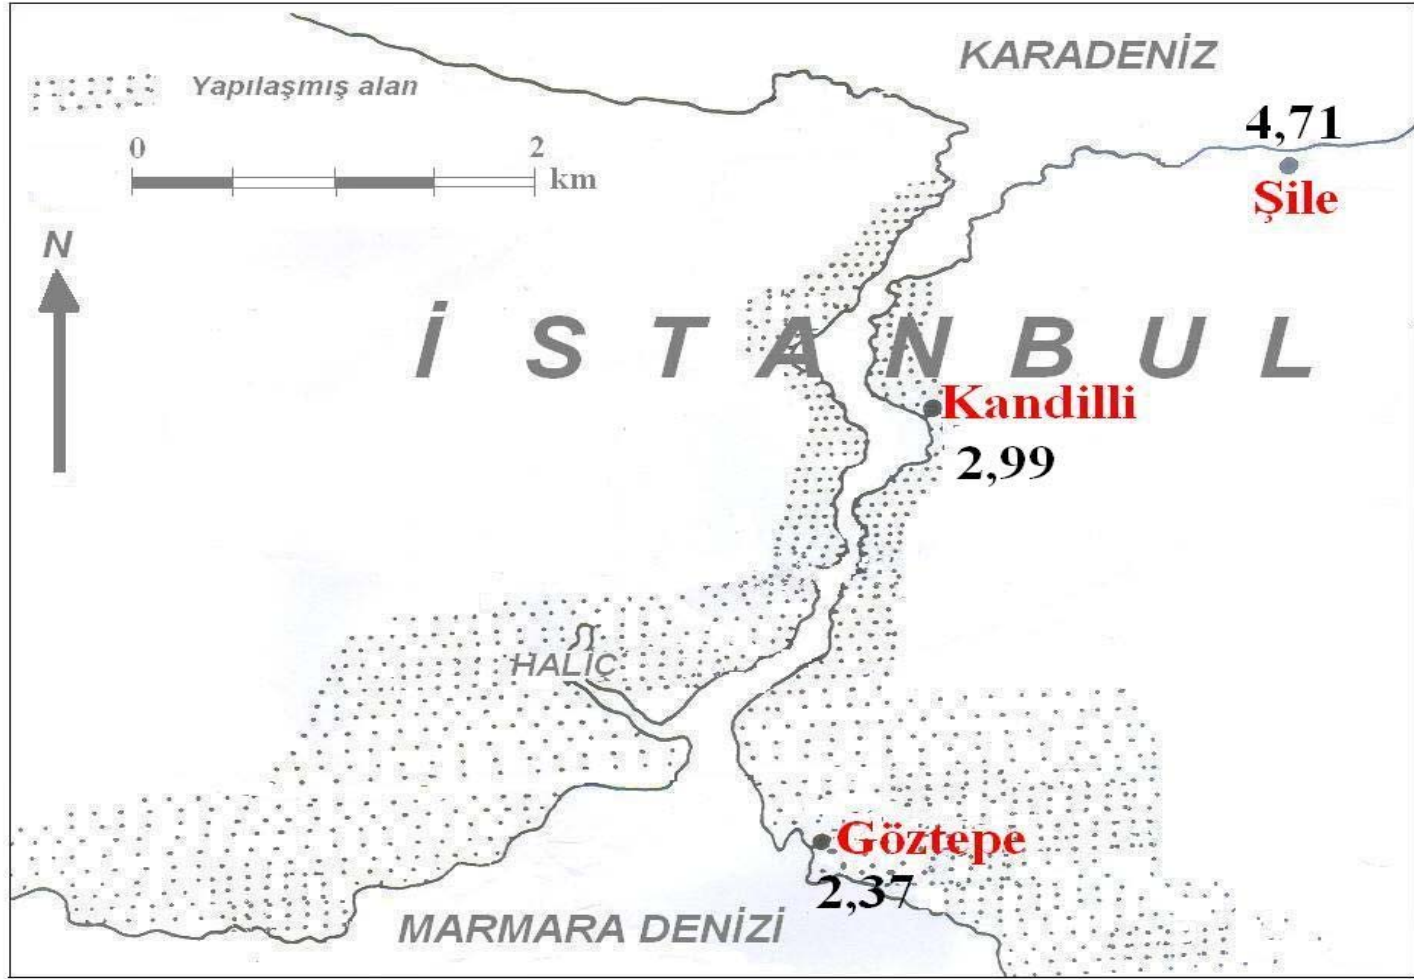 KARADENİZ
Yapılaşmış alan
4,71
0 2
km
Şile
N
İSTANBUL
Kandilli
2,99
HALİÇ
Göztepe
2,37
MARMARA DENİZİ